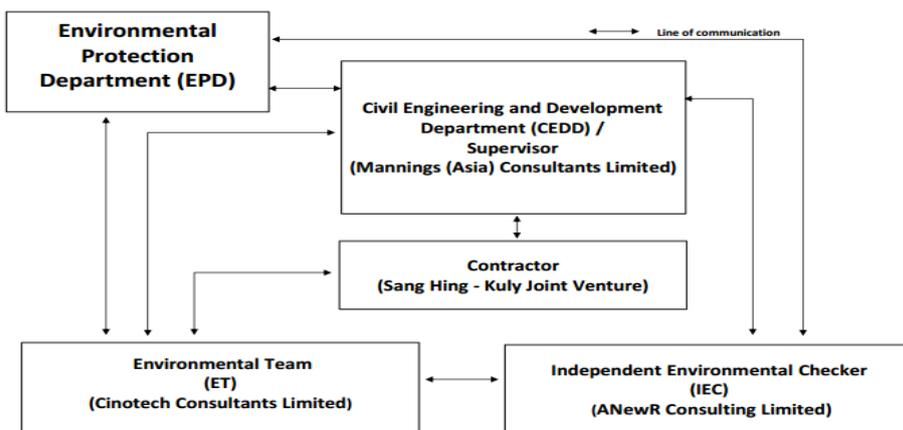 Environmental
Protection
Department (EPD)
Line of communication
Civil Engineering and Development
Department (CEDD) /
Supervisor
(Mannings (Asia) Consultants Limited)
Contractor
(Sang Hing - Kuly Joint Venture)
Environmental Team
(ET)
(Cinotech Consultants Limited)
Independent Environmental Checker
(IEC)
(ANewR Consulting Limited)